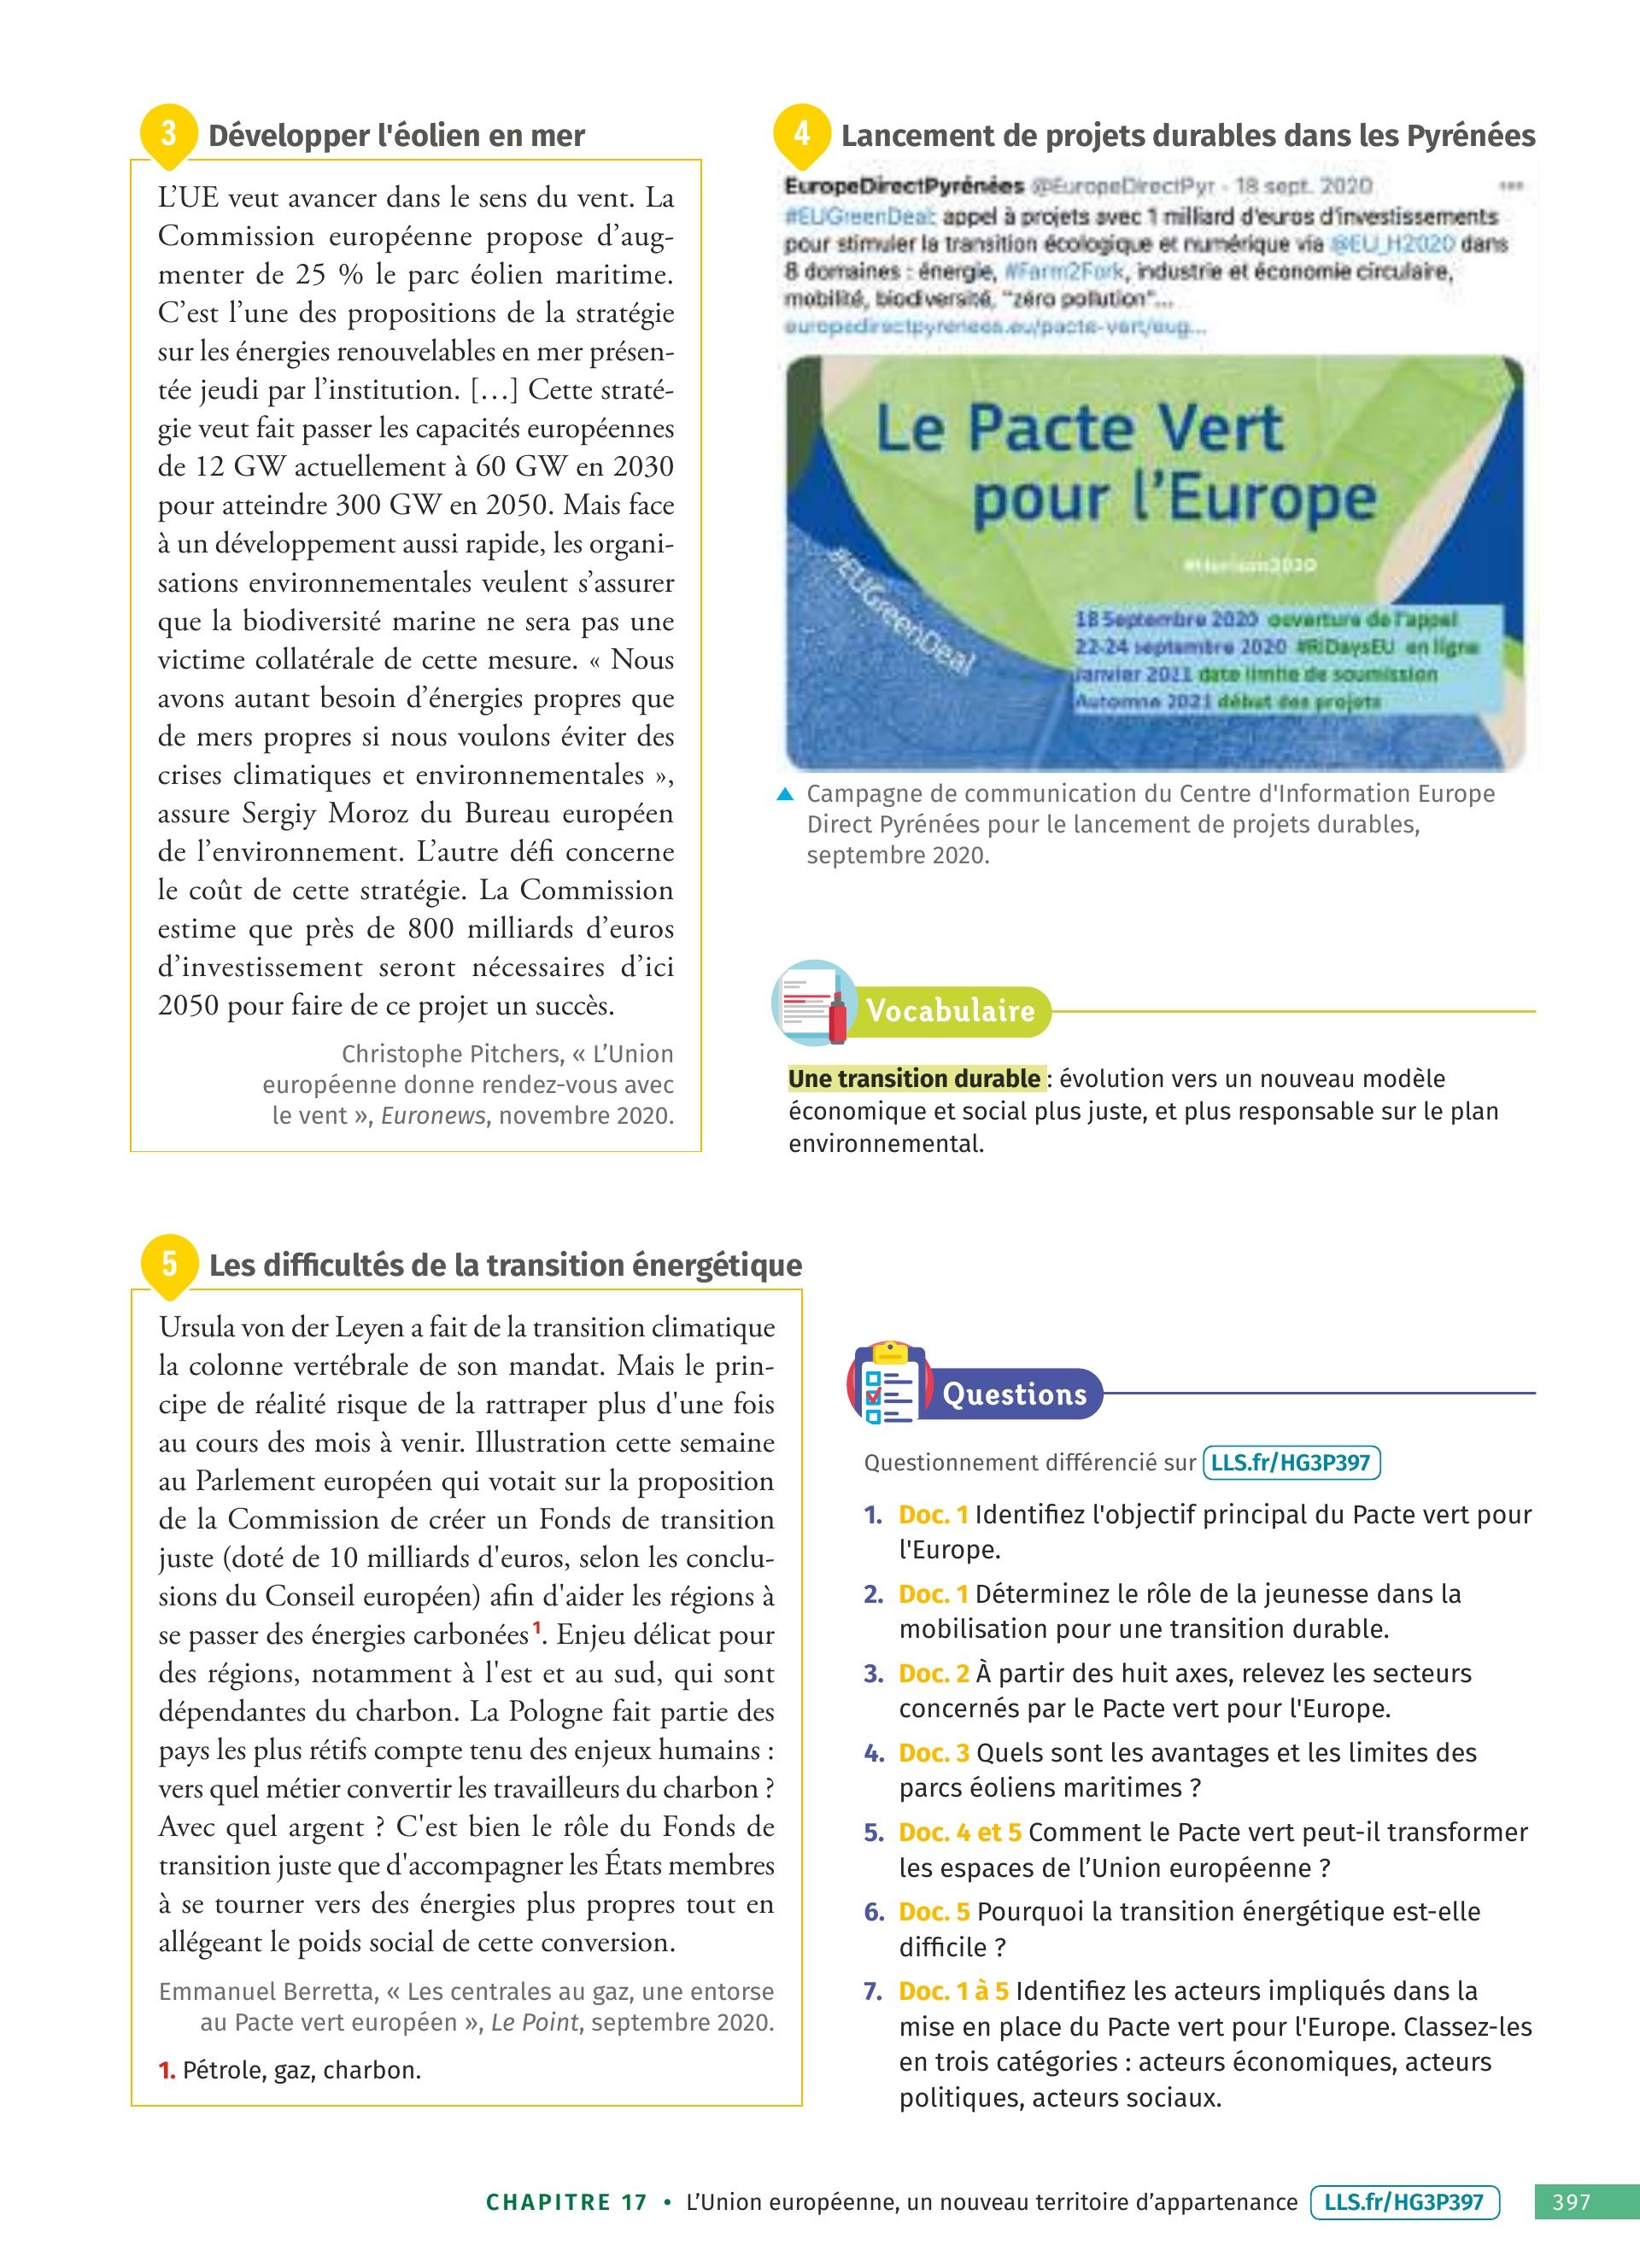 3 Développer l'éolien en mer
L’UE veut avancer dans le sens du vent. La
Commission européenne propose d’aug-
menter de 25 % le parc éolien maritime.
C’est l’une des propositions de la stratégie
sur les énergies renouvelables en mer présen-
tée jeudi par l’institution. […] Cette straté-
gie veut fait passer les capacités européennes
de 12 GW actuellement à 60 GW en 2030
pour atteindre 300 GW en 2050. Mais face
à un développement aussi rapide, les organi-
sations environnementales veulent s’assurer
que la biodiversité marine ne sera pas une
victime collatérale de cette mesure. « Nous
avons autant besoin d’énergies propres que
de mers propres si nous voulons éviter des
crises climatiques et environnementales »,
assure Sergiy Moroz du Bureau européen
de l’environnement. L’autre défi concerne
le coût de cette stratégie. La Commission
estime que près de 800 milliards d’euros
d’investissement seront nécessaires d’ici
2050 pour faire de ce projet un succès.
Christophe Pitchers, « L’Union
européenne donne rendez-vous avec
le vent », Euronews, novembre 2020.
4 Lancement de projets durables dans les Pyrénées
EuropeDirectPyrénées @EuropeDirectPyr - 18 sept. 2020
#EUGreenDeal: appel à projets avec 1 milliard d'euros d'investissements
pour stimuler la transition écologique et numérique via @EU_H2020 dans
8 domaines : énergie, #Farm2Fork, industrie et économie circulaire,
mobilité, biodiversité, "zéro pollution"...
europedirectpyrenees.eu/pacte-vert/eug...
Le Pacte Vert
pour l’Europe
#Horizon2020
#EUGreenDeal
18 Septembre 2020 ouverture de l'appel
22-24 septembre 2020 #RIDaysEU en ligne
Janvier 2021 date limite de soumission
Automne 2021 début des projets
Campagne de communication du Centre d'Information Europe
Direct Pyrénées pour le lancement de projets durables,
septembre 2020.
Vocabulaire
Une transition durable : évolution vers un nouveau modèle
économique et social plus juste, et plus responsable sur le plan
environnemental.
5 Les difficultés de la transition énergétique
Ursula von der Leyen a fait de la transition climatique
la colonne vertébrale de son mandat. Mais le prin-
cipe de réalité risque de la rattraper plus d'une fois
au cours des mois à venir. Illustration cette semaine
au Parlement européen qui votait sur la proposition
de la Commission de créer un Fonds de transition
juste (doté de 10 milliards d'euros, selon les conclu-
sions du Conseil européen) afin d'aider les régions à
se passer des énergies carbonées 1. Enjeu délicat pour
des régions, notamment à l'est et au sud, qui sont
dépendantes du charbon. La Pologne fait partie des
pays les plus rétifs compte tenu des enjeux humains :
vers quel métier convertir les travailleurs du charbon ?
Avec quel argent ? C'est bien le rôle du Fonds de
transition juste que d'accompagner les États membres
à se tourner vers des énergies plus propres tout en
allégeant le poids social de cette conversion.
Emmanuel Berretta, « Les centrales au gaz, une entorse
au Pacte vert européen », Le Point, septembre 2020.
1. Pétrole, gaz, charbon.
Questions
Questionnement différencié sur LLS.fr/HG3P397
1. Doc. 1 Identifiez l'objectif principal du Pacte vert pour
l'Europe.
2. Doc. 1 Déterminez le rôle de la jeunesse dans la
mobilisation pour une transition durable.
3. Doc. 2 À partir des huit axes, relevez les secteurs
concernés par le Pacte vert pour l'Europe.
4. Doc. 3 Quels sont les avantages et les limites des
parcs éoliens maritimes ?
5. Doc. 4 et 5 Comment le Pacte vert peut-il transformer
les espaces de l’Union européenne ?
6. Doc. 5 Pourquoi la transition énergétique est-elle
difficile ?
7. Doc. 1 à 5 Identifiez les acteurs impliqués dans la
mise en place du Pacte vert pour l'Europe. Classez-les
en trois catégories : acteurs économiques, acteurs
politiques, acteurs sociaux.
CHAPITRE 17 • L’Union européenne, un nouveau territoire d’appartenance LLS.fr/HG3P397 397